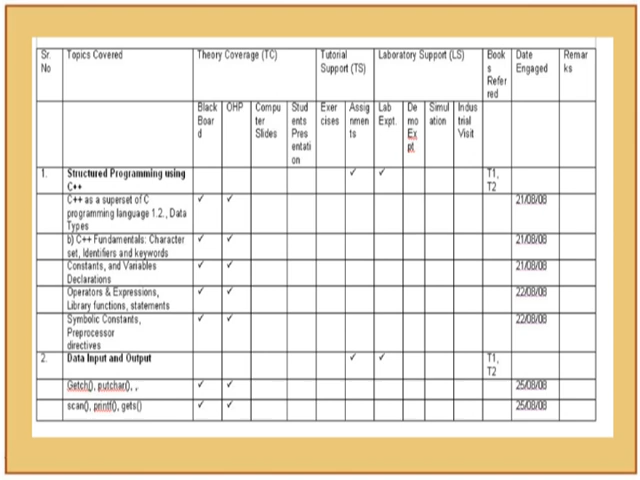 Sr. No Topics Covered Theory Coverage (TC) Tutorial Support (TS) Laboratory Support (LS) Book s Refer red Date Engaged Remar ks
Black Boar d OHP Compu ter Slides Stud ents Pres entati on Exer cises Assig nmen ts Lab Expt. De mo Ex pt Simul ation Indus trial Visit
1. Structured Programming using C++ ✓ ✓ T1, T2
C++ as a superset of C programming language 1.2., Data Types ✓ ✓ 21/08/08
b) C++ Fundamentals: Character set, Identifiers and keywords ✓ ✓ 21/08/08
Constants, and Variables Declarations ✓ ✓ 21/08/08
Operators & Expressions, Library functions, statements ✓ ✓ 22/08/08
Symbolic Constants, Preprocessor directives ✓ ✓ 22/08/08
2. Data Input and Output ✓ ✓ T1, T2
Getch(), putchar(), , ✓ ✓ 25/08/08
scan(), printf(), gets() ✓ ✓ 25/08/08